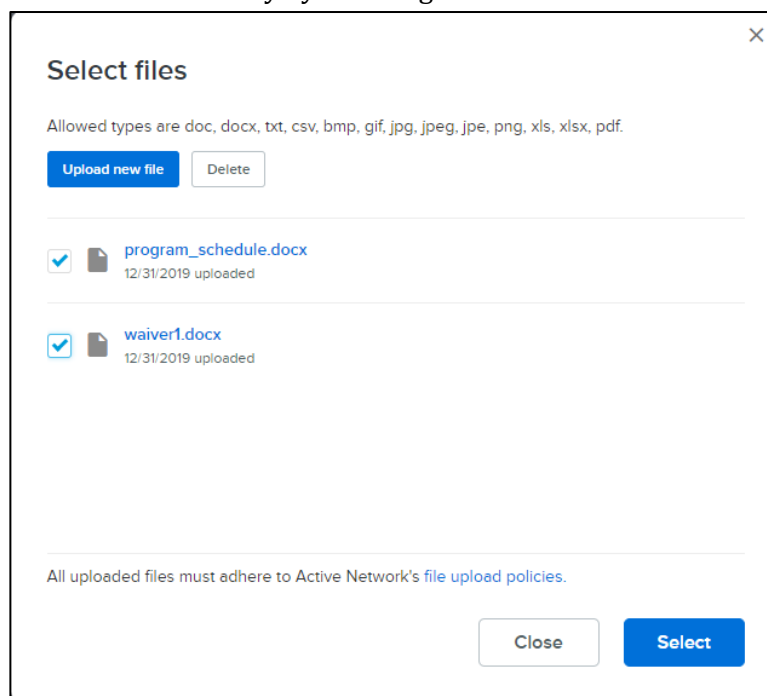 Select files
Allowed types are doc, docx, txt, csv, bmp, gif, jpg, jpeg, jpe, png, xls, xlsx, pdf.
Upload new file Delete
program_schedule.docx
12/31/2019 uploaded
waiver1.docx
12/31/2019 uploaded
All uploaded files must adhere to Active Network's file upload policies.
Close Select